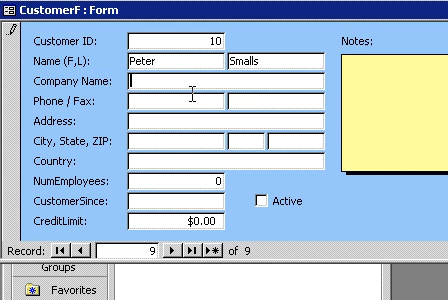 CustomerF : Form
Customer ID: 10 Notes:
Name (F,L): Peter Smalls
Company Name:
Phone / Fax:
Address:
City, State, ZIP:
Country:
NumEmployees: 0
CustomerSince: Active
CreditLimit: $0.00
Record: 9 of 9
Groups
Favorites